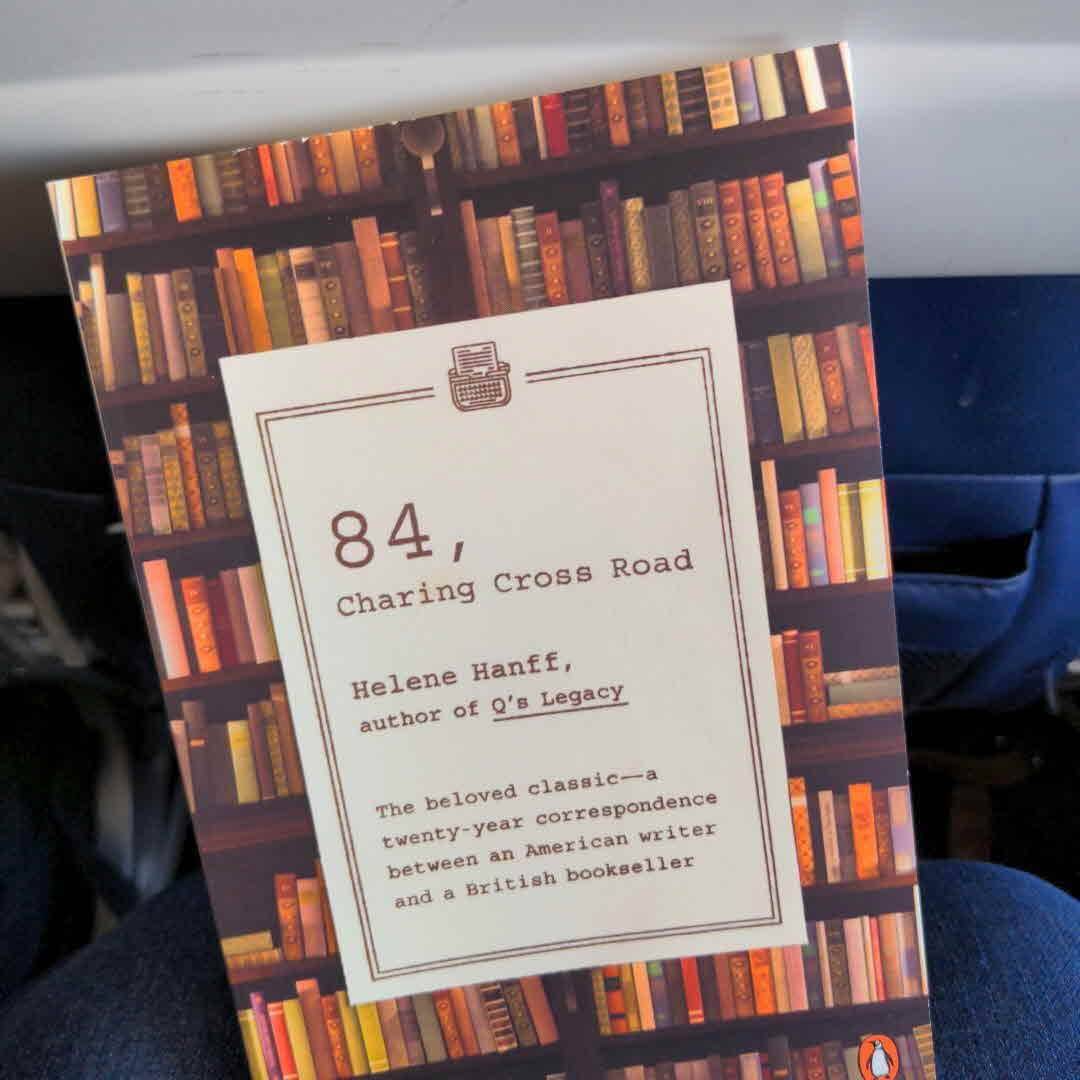 84,
Charing Cross Road
Helene Hanff,
author of Q's Legacy
The beloved classic—a
twenty-year correspondence
between an American writer
and a British bookseller